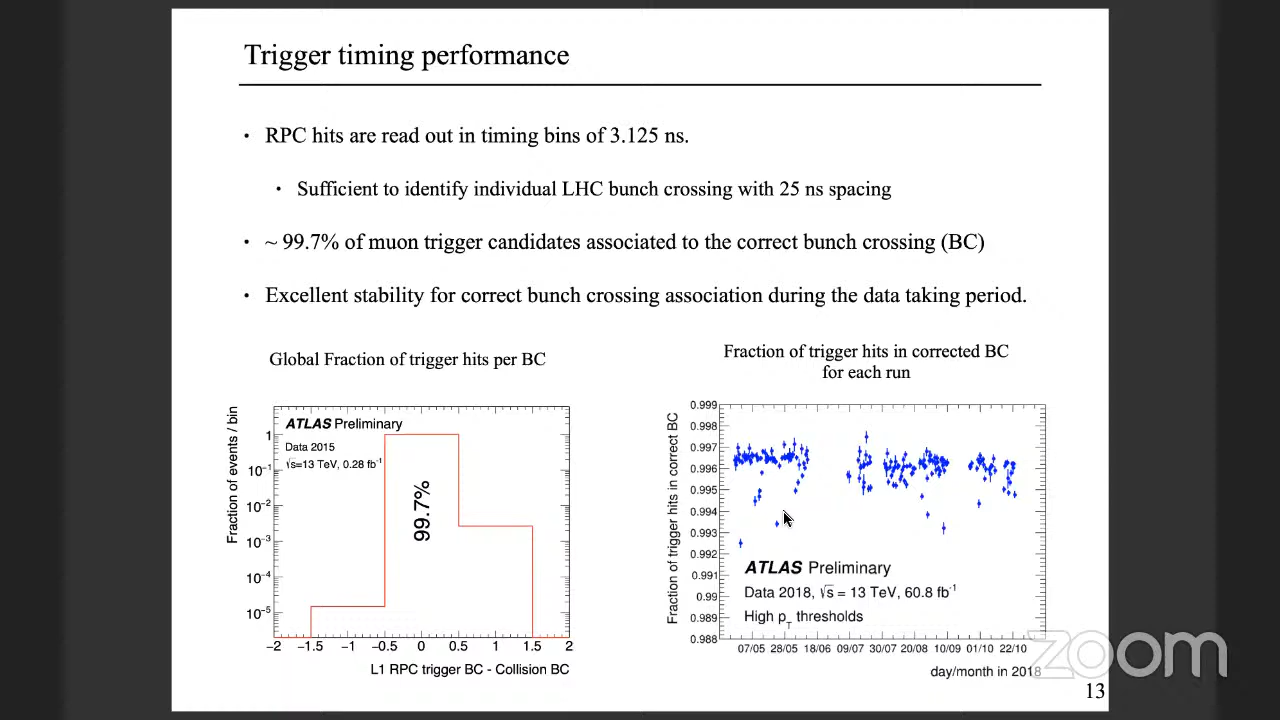 Trigger timing performance
• RPC hits are read out in timing bins of 3.125 ns.
• Sufficient to identify individual LHC bunch crossing with 25 ns spacing
• ~ 99.7% of muon trigger candidates associated to the correct bunch crossing (BC)
• Excellent stability for correct bunch crossing association during the data taking period.
Global Fraction of trigger hits per BC
Fraction of events / bin
ATLAS Preliminary
Data 2015
√s=13 TeV, 0.28 fb⁻¹
99.7%
1
10⁻¹
10⁻²
10⁻³
10⁻⁴
10⁻⁵
−2 −1.5 −1 −0.5 0 0.5 1 1.5 2
L1 RPC trigger BC - Collision BC
Fraction of trigger hits in corrected BC
for each run
Fraction of trigger hits in correct BC
0.999
0.998
0.997
0.996
0.995
0.994
0.993
0.992
0.991
0.99
0.989
0.988
ATLAS Preliminary
Data 2018, √s = 13 TeV, 60.8 fb⁻¹
High pT thresholds
07/05 28/05 18/06 09/07 30/07 20/08 10/09 01/10 22/10
day/month in 2018
zoom
13